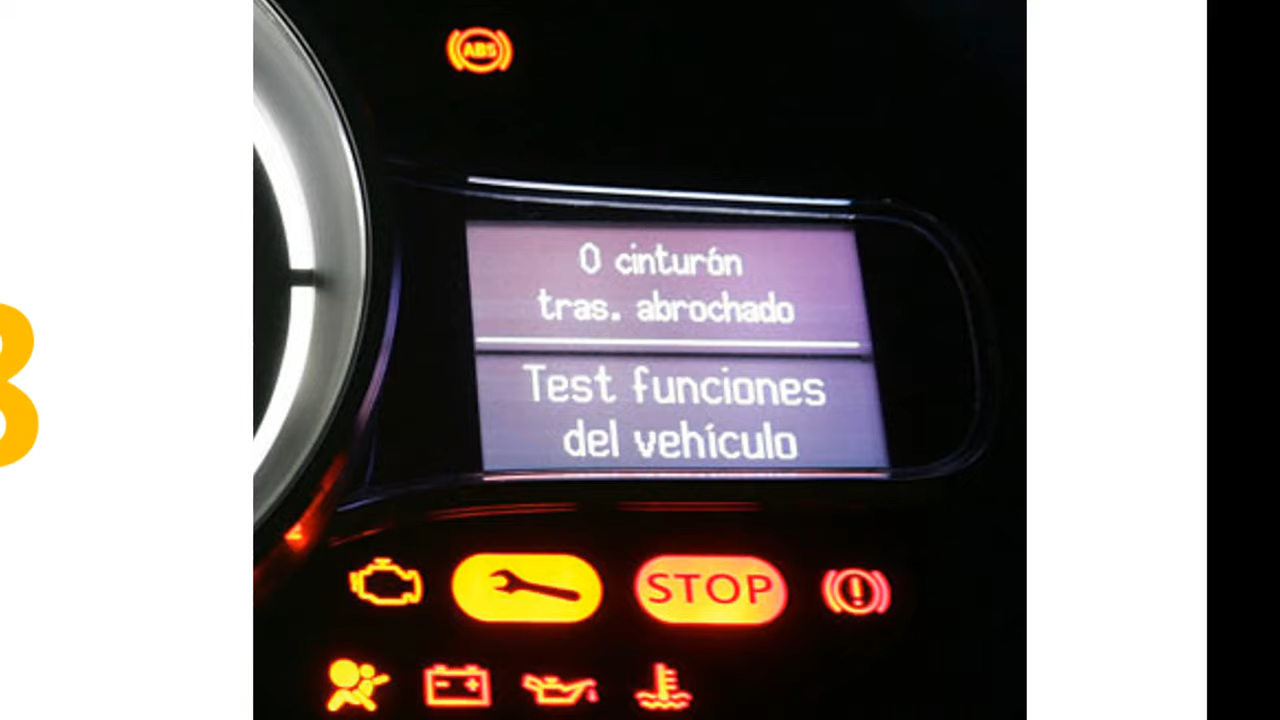 ABS
0 cinturón
tras. abrochado
Test funciones
del vehículo
STOP